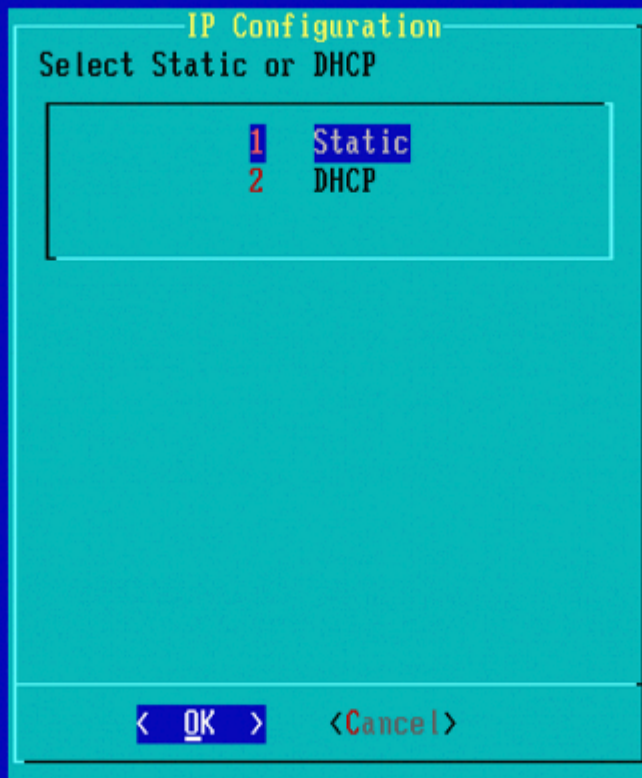 IP Configuration
Select Static or DHCP
1 Static
2 DHCP
< OK > <Cancel>